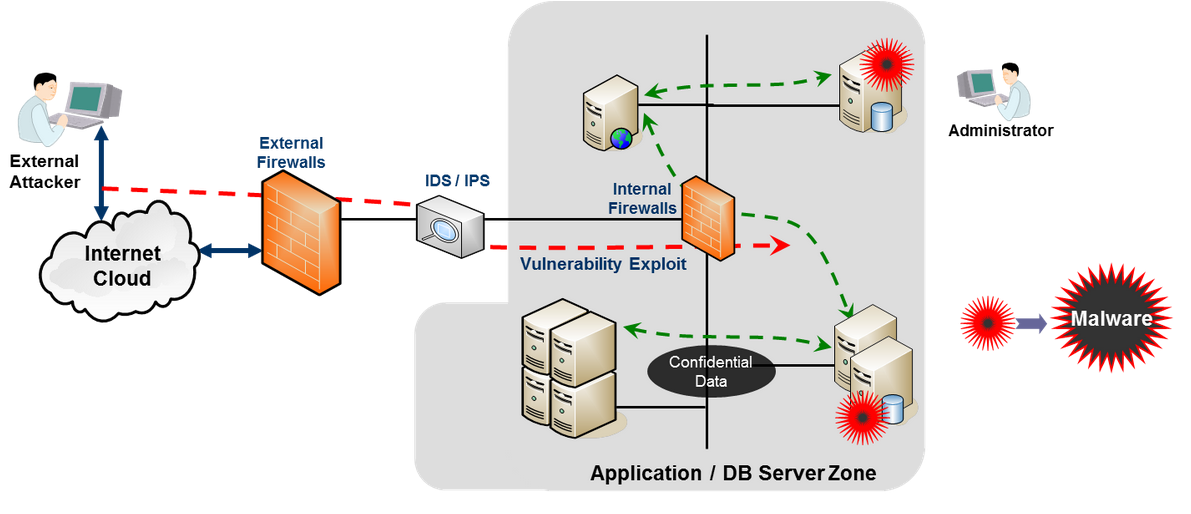 External
Attacker
Internet
Cloud
External
Firewalls
IDS / IPS
Internal
Firewalls
Vulnerability Exploit
Confidential
Data
Application / DB Server Zone
Administrator
Malware